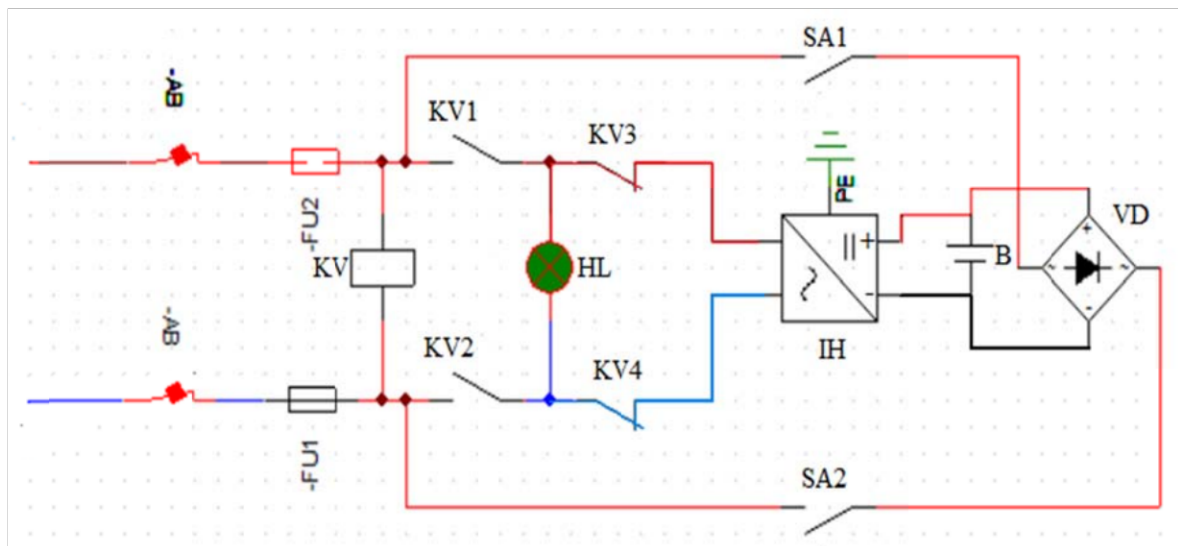 SA1
-AB
KV1
KV3
PE
-FU2
KV
HL
+
-
B
VD
~
+
~
-
IH
-AB
KV2
KV4
-FU1
SA2